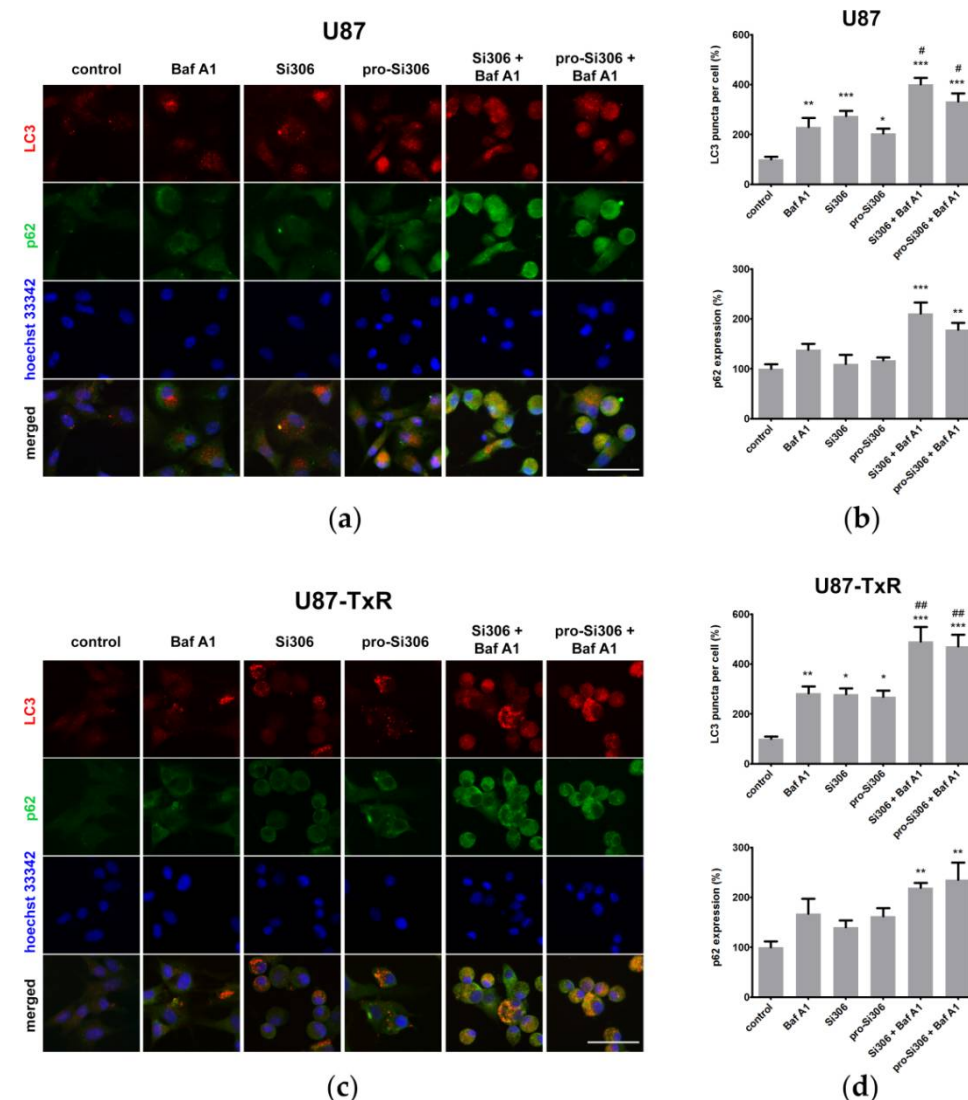 U87
control Baf A1 Si306 pro-Si306 Si306 + Baf A1 pro-Si306 + Baf A1
LC3
p62
hoechst 33342
merged
(a)
U87
600
400
200
0
LC3 puncta per cell (%)
** *** * # *** # ***
control Baf A1 Si306 pro-Si306 Si306 + Baf A1 pro-Si306 + Baf A1
300
200
100
0
p62 expression (%)
*** **
control Baf A1 Si306 pro-Si306 Si306 + Baf A1 pro-Si306 + Baf A1
(b)
U87-TxR
control Baf A1 Si306 pro-Si306 Si306 + Baf A1 pro-Si306 + Baf A1
LC3
p62
hoechst 33342
merged
(c)
U87-TxR
600
400
200
0
LC3 puncta per cell (%)
** * * ## *** ## ***
control Baf A1 Si306 pro-Si306 Si306 + Baf A1 pro-Si306 + Baf A1
300
200
100
0
p62 expression (%)
** **
control Baf A1 Si306 pro-Si306 Si306 + Baf A1 pro-Si306 + Baf A1
(d)